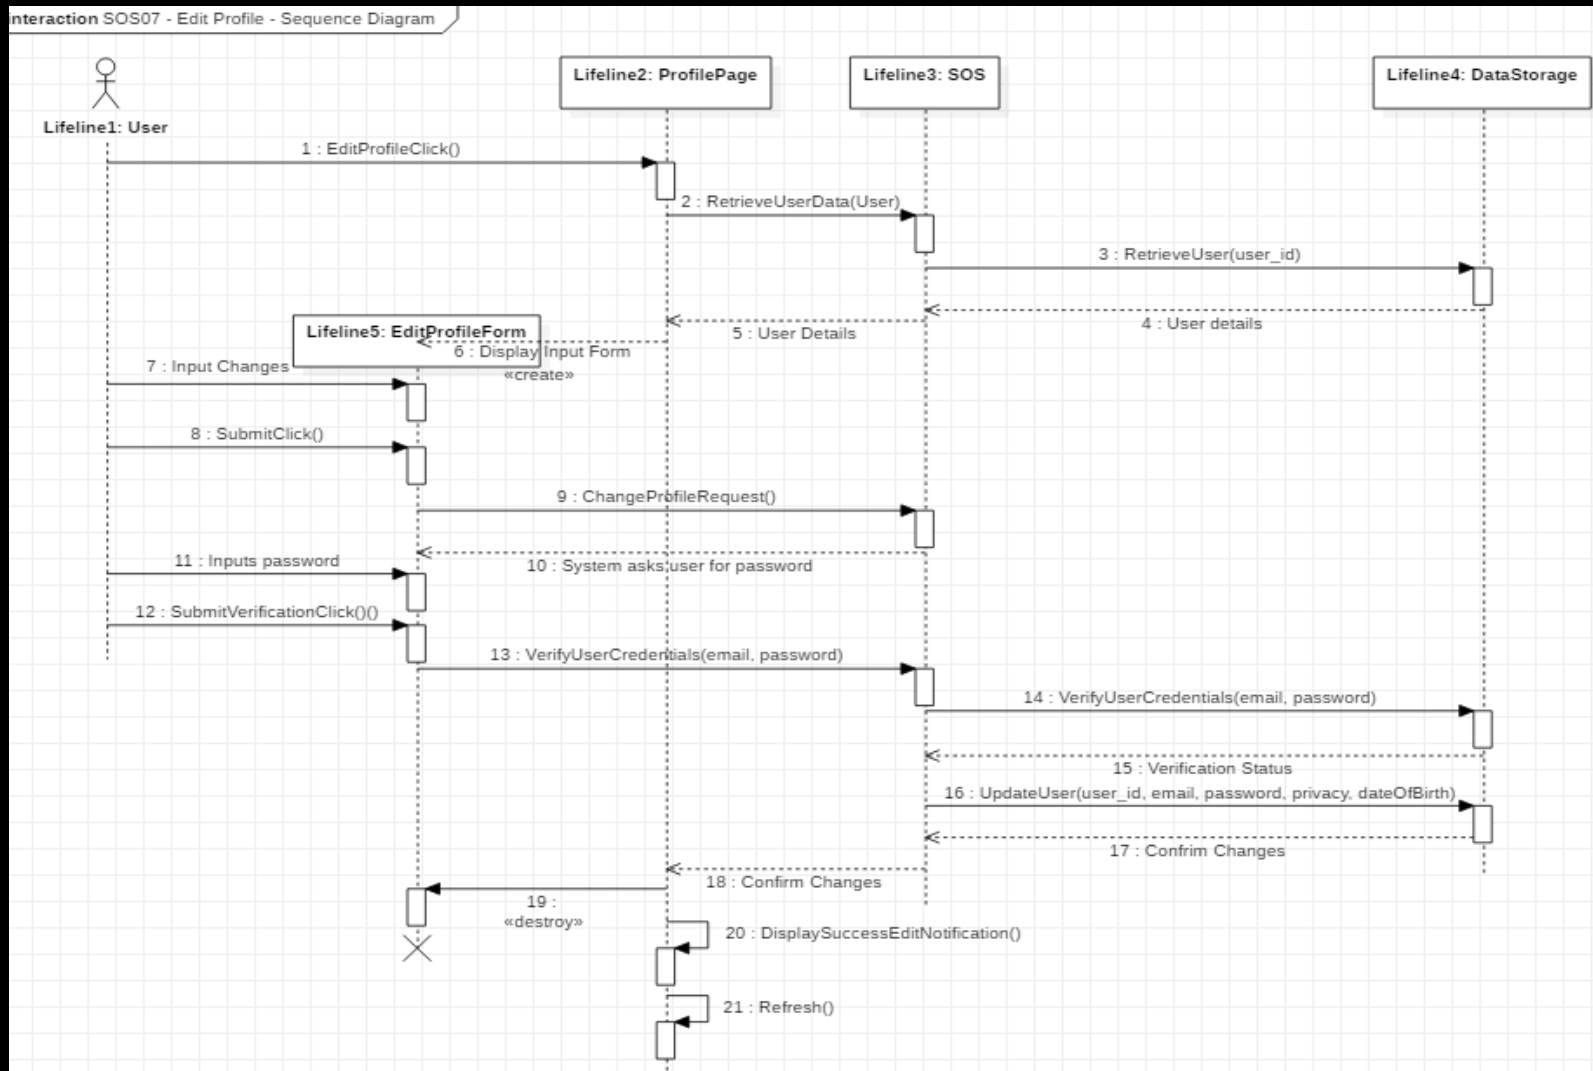 interaction SOS07 - Edit Profile - Sequence Diagram
Lifeline2: ProfilePage
Lifeline3: SOS
Lifeline4: DataStorage
Lifeline1: User
1 : EditProfileClick()
2 : RetrieveUserData(User)
3 : RetrieveUser(user_id)
4 : User details
5 : User Details
Lifeline5: EditProfileForm
6 : Display Input Form
«create»
7 : Input Changes
8 : SubmitClick()
9 : ChangeProfileRequest()
10 : System asks user for password
11 : Inputs password
12 : SubmitVerificationClick()()
13 : VerifyUserCredentials(email, password)
14 : VerifyUserCredentials(email, password)
15 : Verification Status
16 : UpdateUser(user_id, email, password, privacy, dateOfBirth)
17 : Confrim Changes
18 : Confirm Changes
19 :
«destroy»
20 : DisplaySuccessEditNotification()
21 : Refresh()